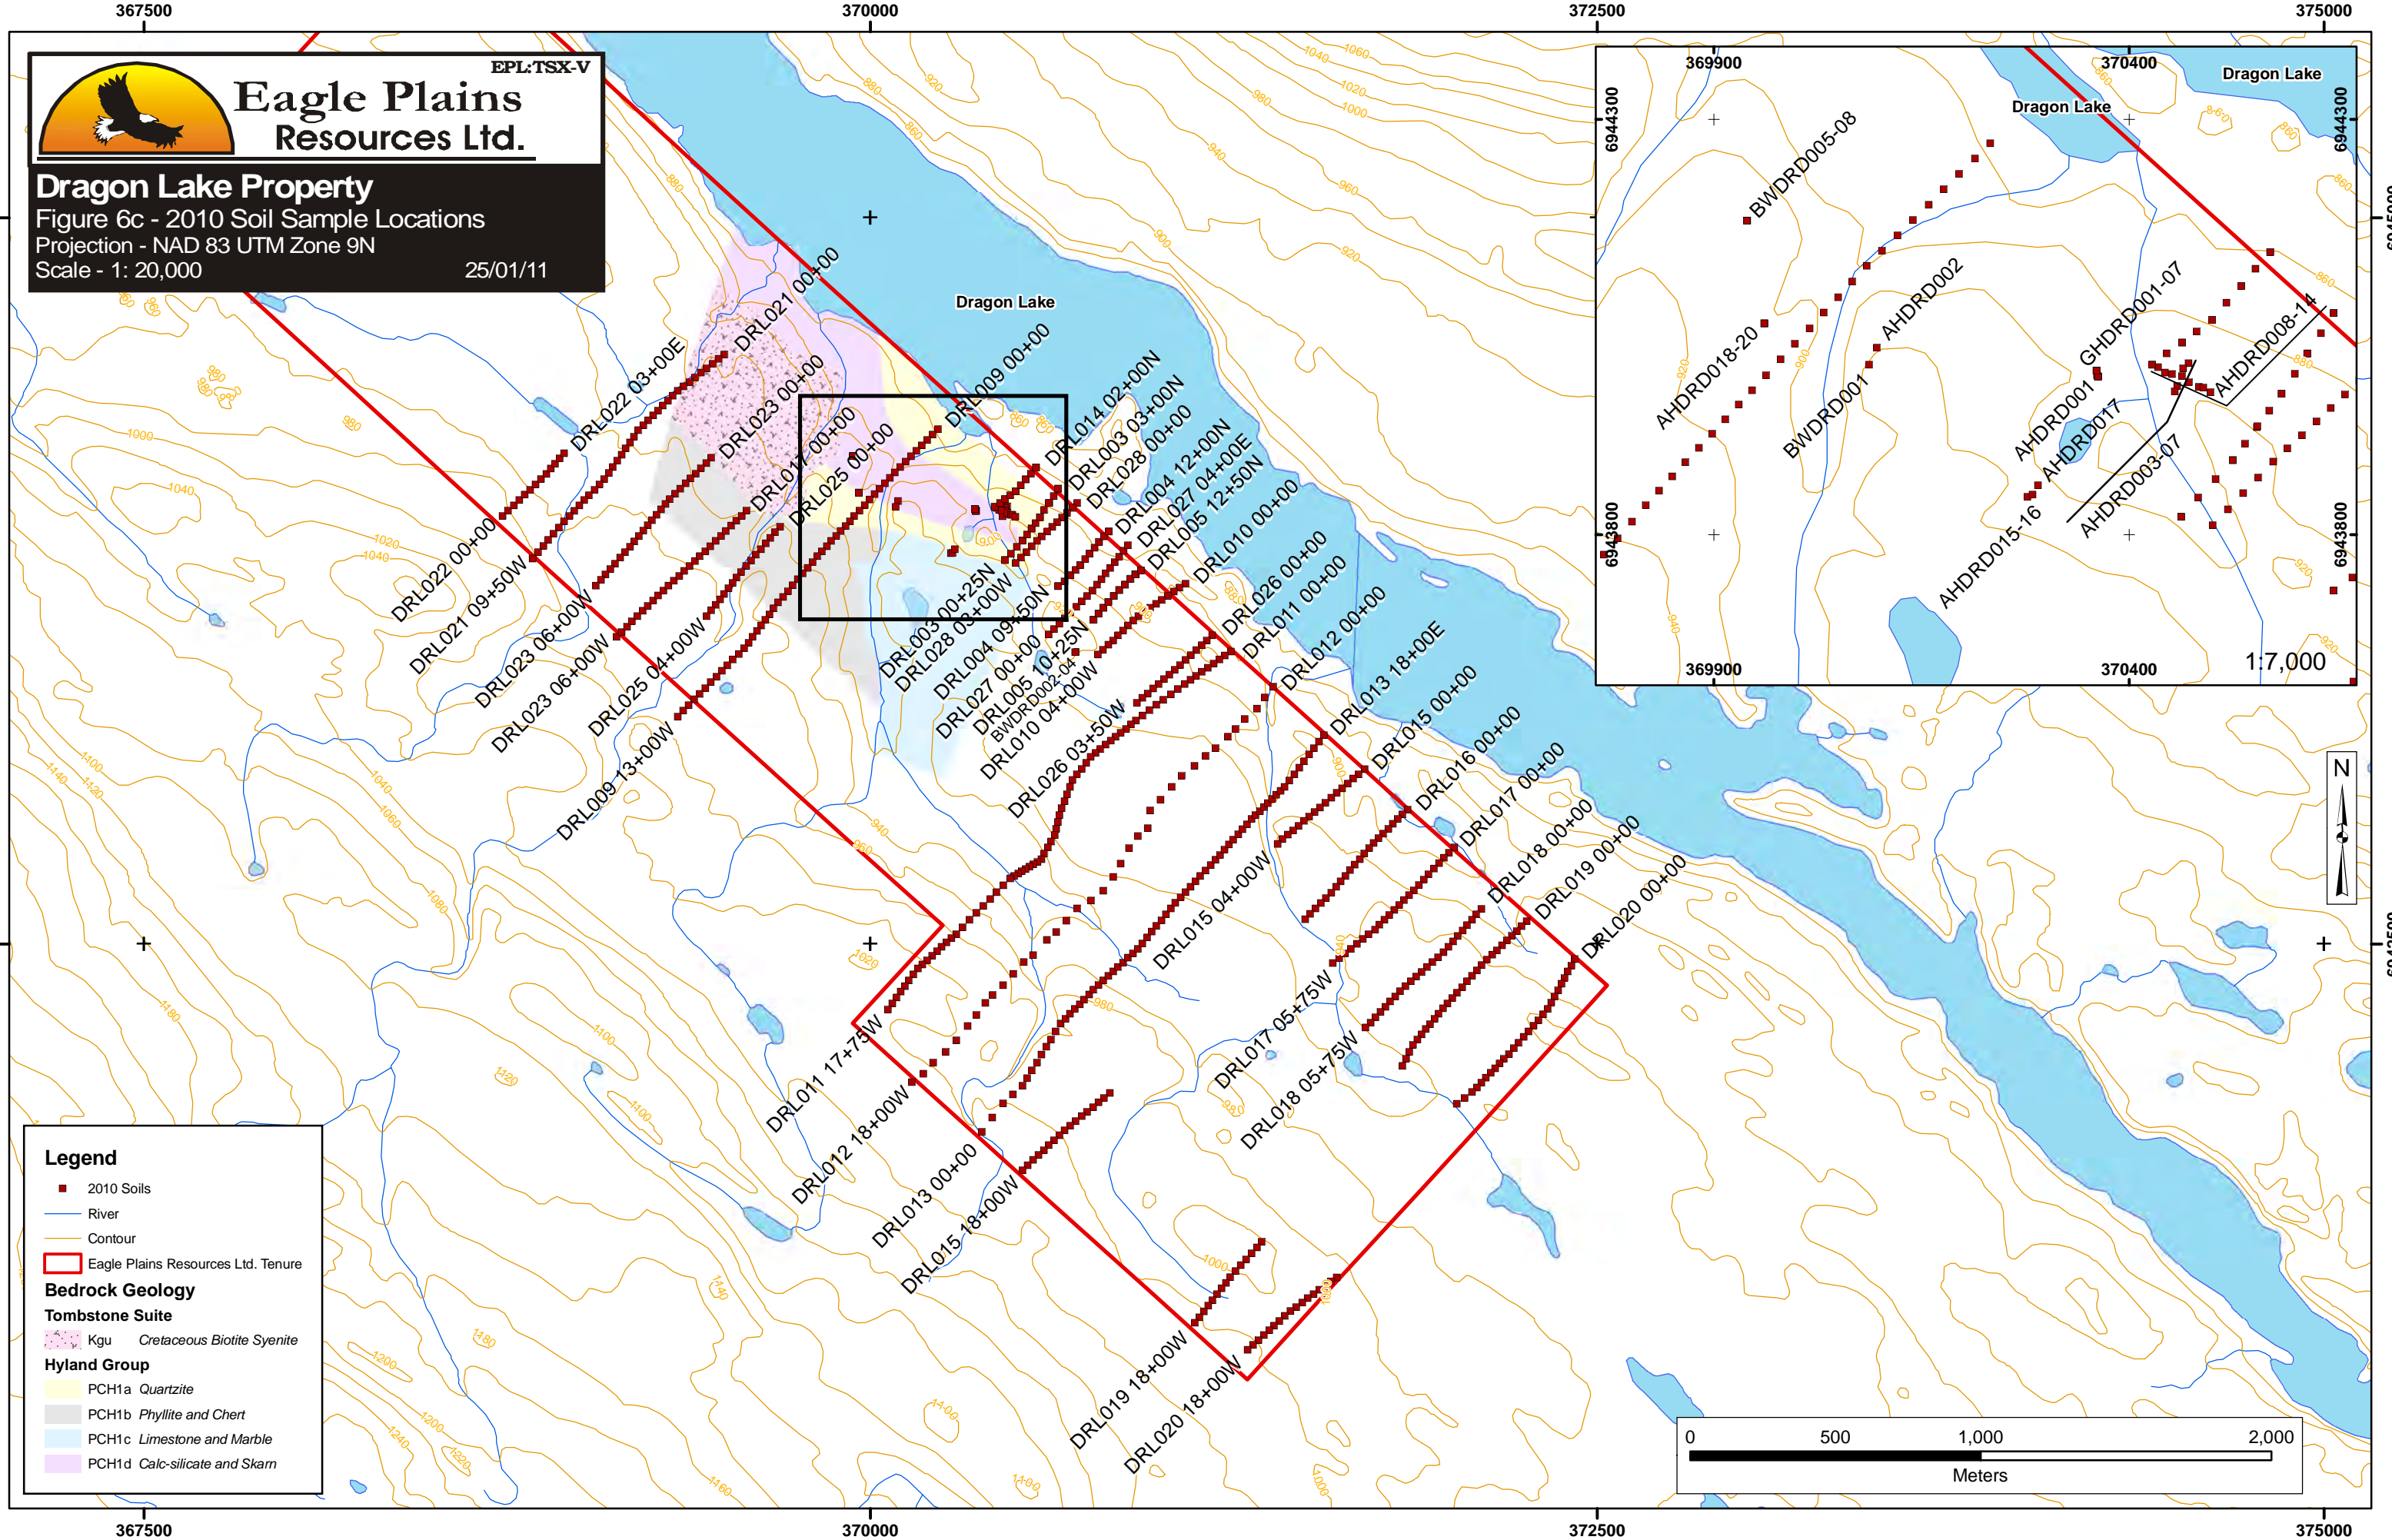 367500
370000
372500
375000
EPL:TSX-V
Eagle Plains
Resources Ltd.
Dragon Lake Property
Figure 6c - 2010 Soil Sample Locations
Projection - NAD 83 UTM Zone 9N
Scale - 1: 20,000
25/01/11
Dragon Lake
DRL021 00+00
DRL022 03+00E
DRL023 00+00
DRL017 00+00
DRL025 00+00
DRL009 00+00
DRL014 02+00N
DRL003 03+00N
DRL028 00+00
DRL004 12+00N
DRL027 04+00E
DRL005 12+50N
DRL010 00+00
DRL026 00+00
DRL011 00+00
DRL012 00+00
DRL013 18+00E
DRL015 00+00
DRL016 00+00
DRL017 00+00
DRL018 00+00
DRL019 00+00
DRL020 00+00
DRL022 00+00
DRL021 09+50W
DRL023 06+00W
DRL023 06+00W
DRL025 04+00W
DRL009 13+00W
DRL003 00+25N
DRL028 03+00W
DRL004 09+50N
DRL027 00+00
DRL005 10+25N
BWDRD002-04
DRL010 04+00W
DRL026 03+50W
DRL015 04+00W
DRL017 05+75W
DRL018 05+75W
DRL011 17+75W
DRL012 18+00W
DRL013 00+00
DRL015 18+00W
DRL019 18+00W
DRL020 18+00W
369900
370400
Dragon Lake
Dragon Lake
6944300
6944300
BWDRD005-08
AHDRD002
AHDRD018-20
BWDRD001
GHDRD001-07
AHDRD008-14
AHDRD001
AHDRD017
AHDRD003-07
AHDRD015-16
6943800
6943800
369900
370400
1:7,000
N
Legend
2010 Soils
River
Contour
Eagle Plains Resources Ltd. Tenure
Bedrock Geology
Tombstone Suite
Kgu Cretaceous Biotite Syenite
Hyland Group
PCH1a Quartzite
PCH1b Phyllite and Chert
PCH1c Limestone and Marble
PCH1d Calc-silicate and Skarn
0 500 1,000 2,000
Meters
367500
370000
372500
375000